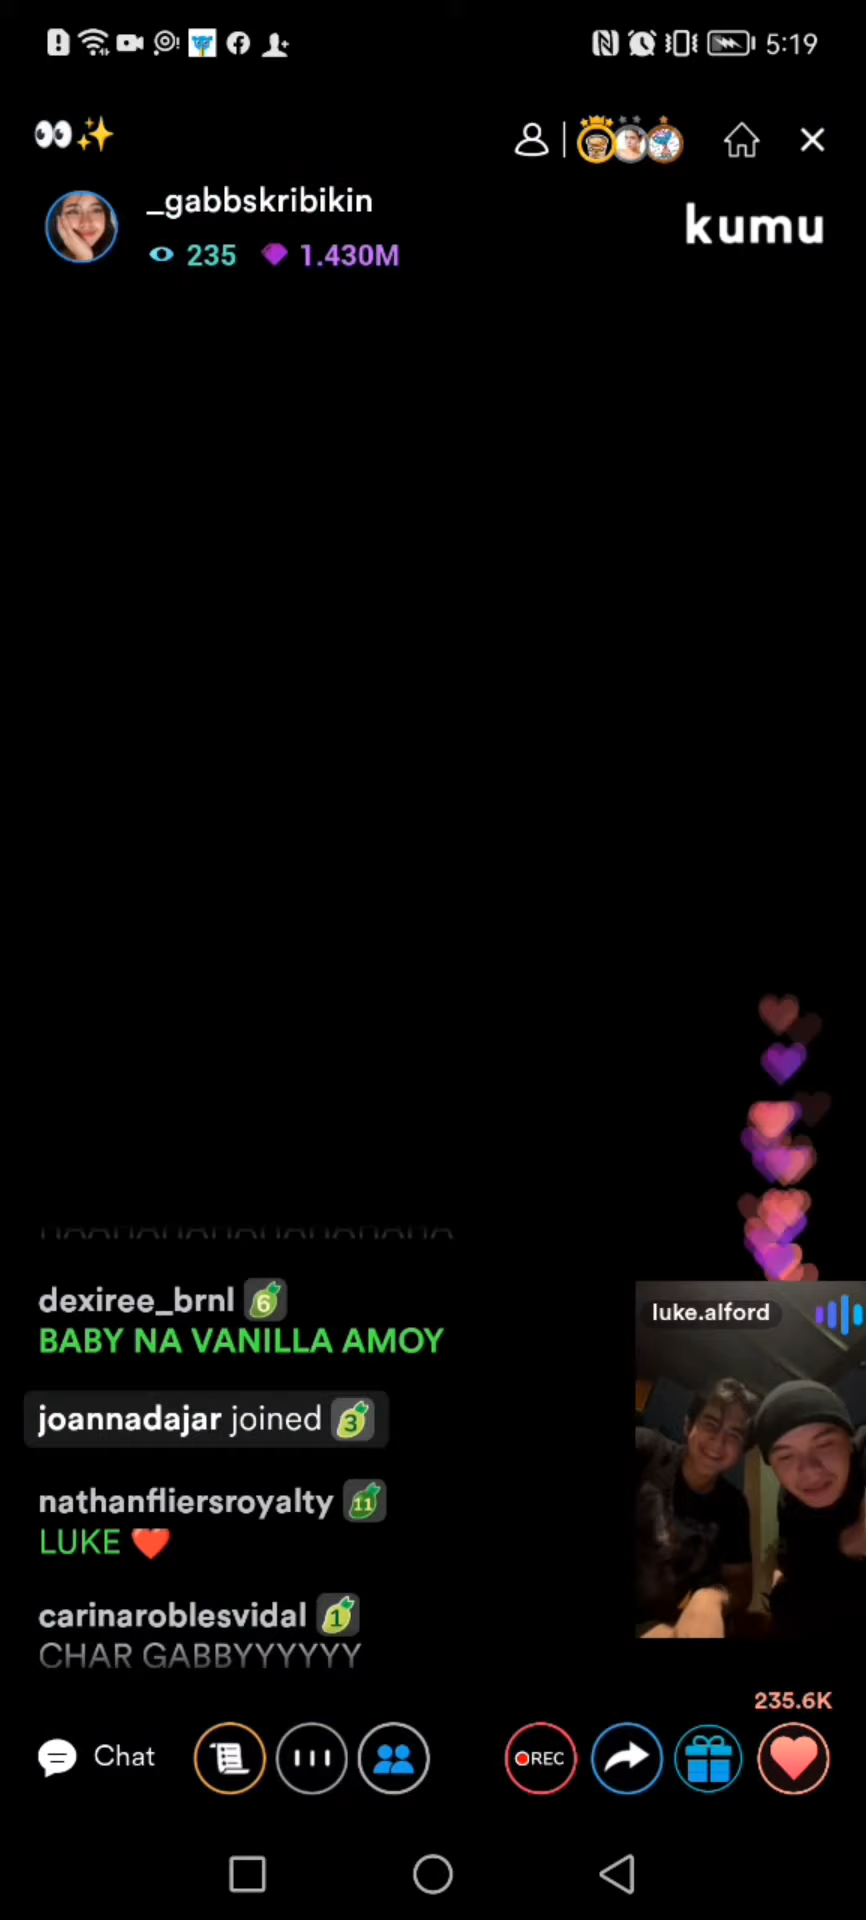 5:19
👀✨
_gabbskribikin
235 1.430M
kumu
dexiree_brnl 6
BABY NA VANILLA AMOY
luke.alford
joannadajar joined 3
nathanfliersroyalty 11
LUKE ❤️
carinaroblesvidal 1
CHAR GABBYYYYYY
235.6K
Chat
REC